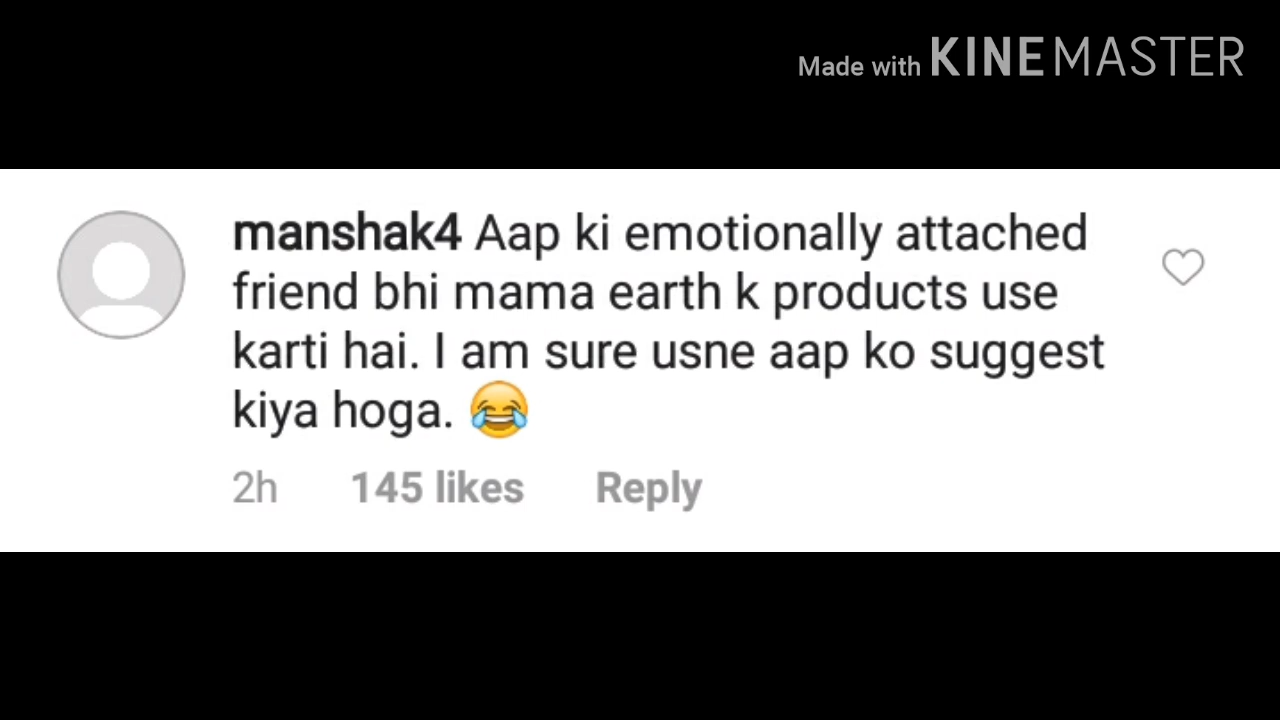 Made with KINEMASTER
manshak4 Aap ki emotionally attached
friend bhi mama earth k products use
karti hai. I am sure usne aap ko suggest
kiya hoga. 😂
2h 145 likes Reply